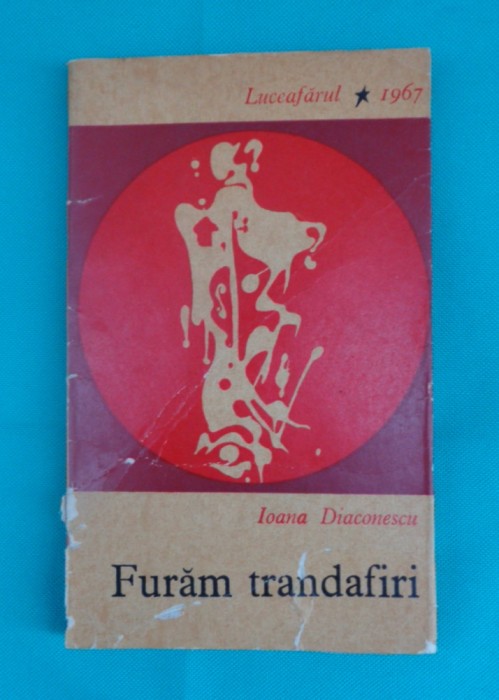 Luceafărul ★ 1967
Ioana Diaconescu
Furăm trandafiri